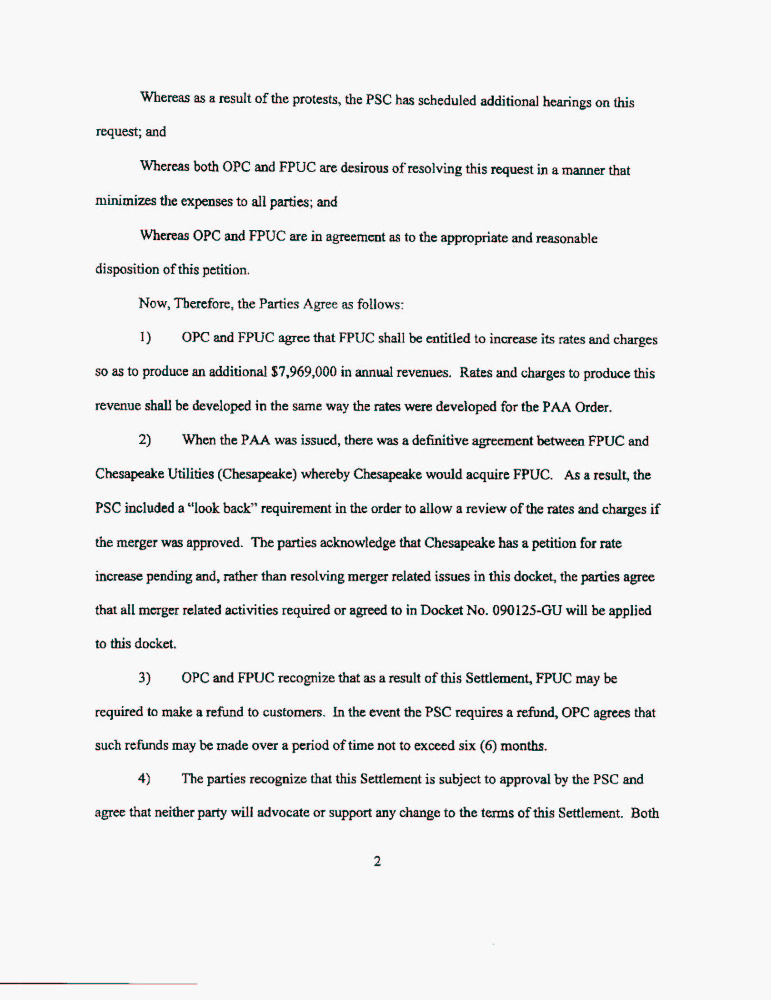 Whereas as a result of the protests, the PSC has scheduled additional hearings on this
request; and
Whereas both OPC and FPUC are desirous of resolving this request in a manner that
minimizes the expenses to all parties; and
Whereas OPC and FPUC are in agreement as to the appropriate and reasonable
disposition of this petition.
Now, Therefore, the Parties Agree as follows:
1) OPC and FPUC agree that FPUC shall be entitled to increase its rates and charges
so as to produce an additional $7,969,000 in annual revenues. Rates and charges to produce this
revenue shall be developed in the same way the rates were developed for the PAA Order.
2) When the PAA was issued, there was a definitive agreement between FPUC and
Chesapeake Utilities (Chesapeake) whereby Chesapeake would acquire FPUC. As a result, the
PSC included a “look back” requirement in the order to allow a review of the rates and charges if
the merger was approved. The parties acknowledge that Chesapeake has a petition for rate
increase pending and, rather than resolving merger related issues in this docket, the parties agree
that all merger related activities required or agreed to in Docket No. 090125-GU will be applied
to this docket.
3) OPC and FPUC recognize that as a result of this Settlement, FPUC may be
required to make a refund to customers. In the event the PSC requires a refund, OPC agrees that
such refunds may be made over a period of time not to exceed six (6) months.
4) The parties recognize that this Settlement is subject to approval by the PSC and
agree that neither party will advocate or support any change to the terms of this Settlement. Both
2